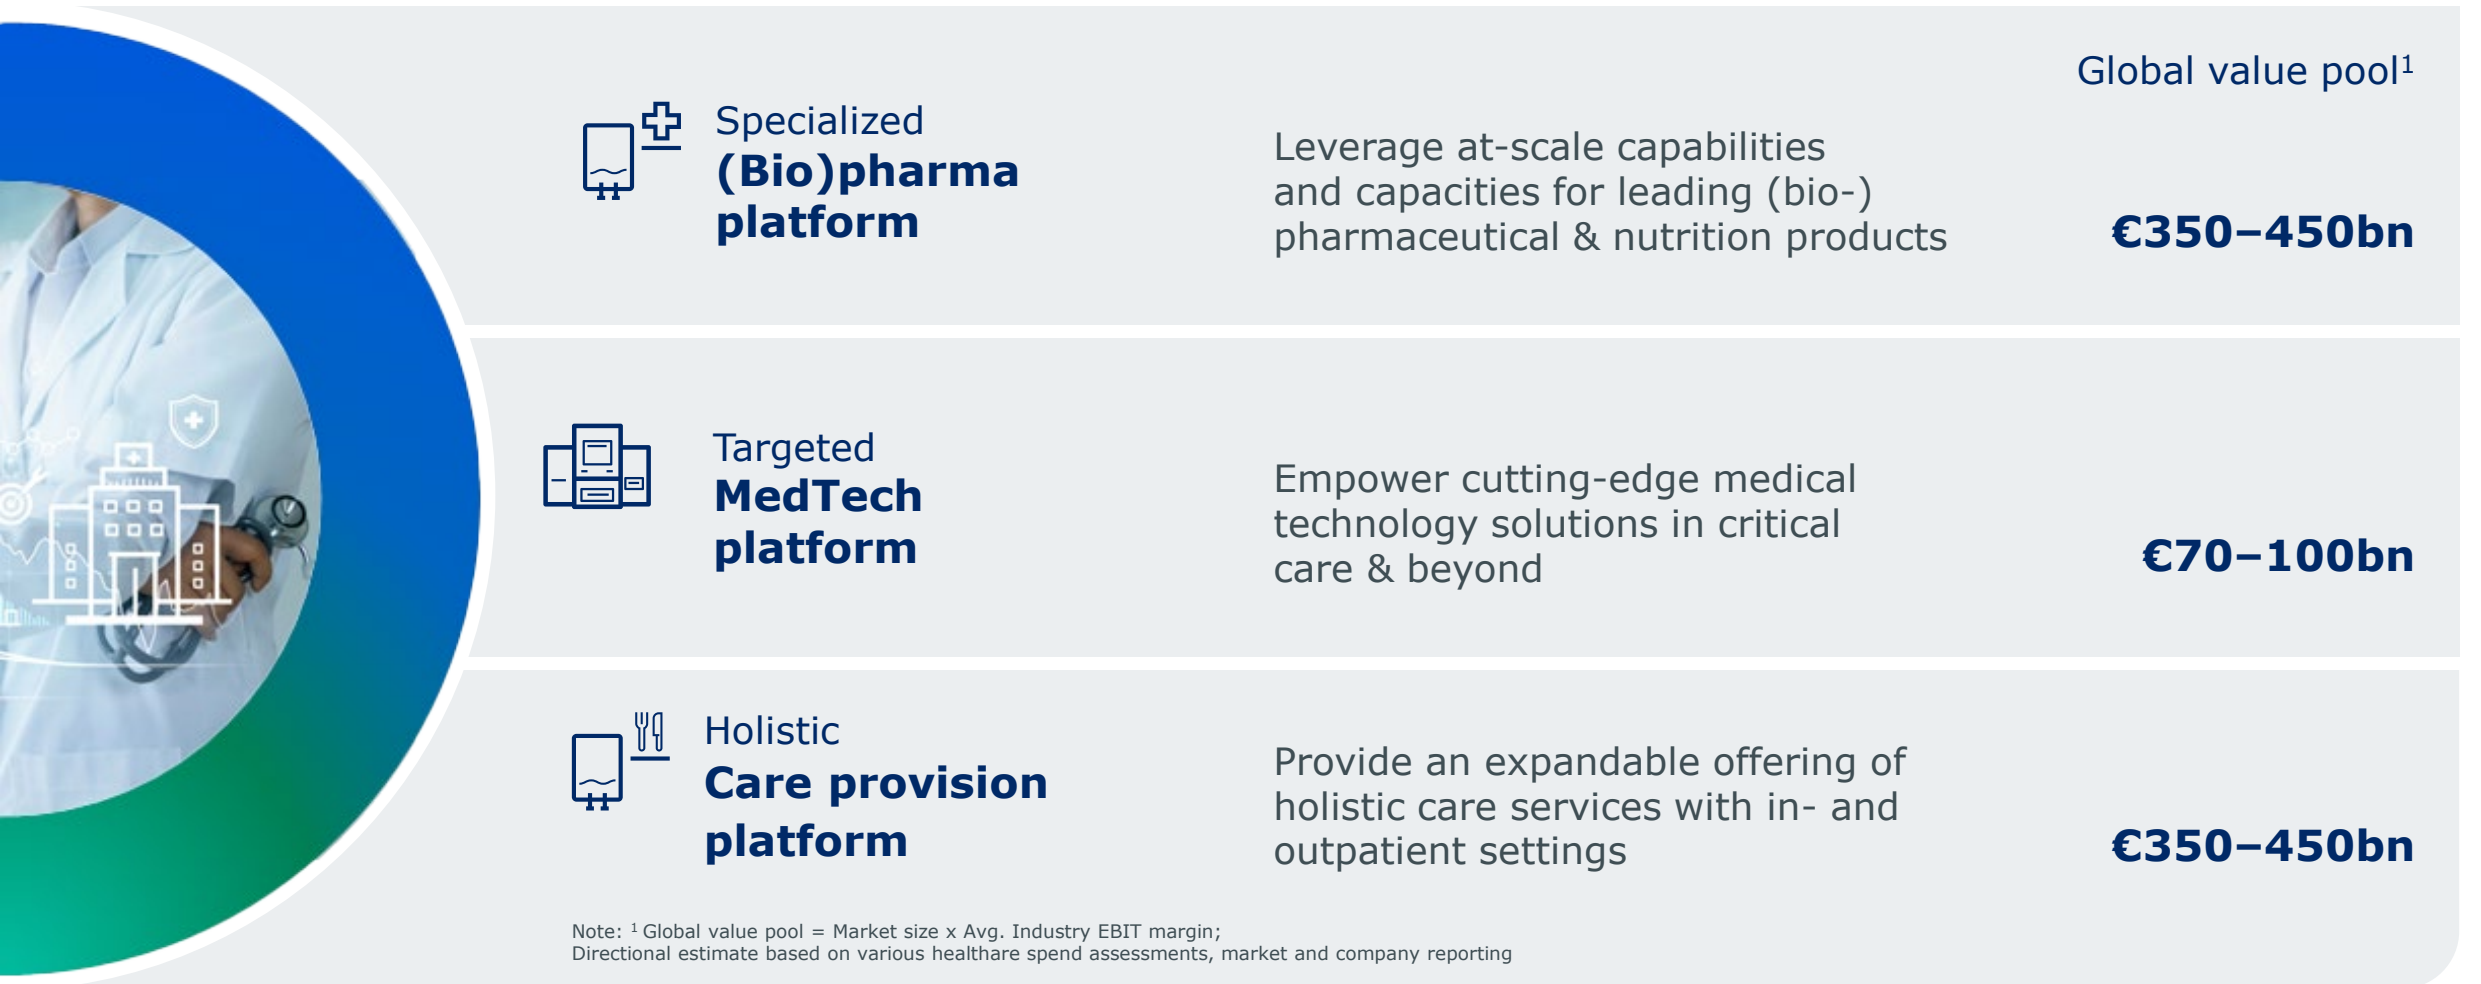 Global value pool¹
Specialized
(Bio)pharma
platform
Leverage at-scale capabilities
and capacities for leading (bio-)
pharmaceutical & nutrition products
€350–450bn
Targeted
MedTech
platform
Empower cutting-edge medical
technology solutions in critical
care & beyond
€70–100bn
Holistic
Care provision
platform
Provide an expandable offering of
holistic care services with in- and
outpatient settings
€350–450bn
Note: ¹ Global value pool = Market size x Avg. Industry EBIT margin;
Directional estimate based on various healthare spend assessments, market and company reporting